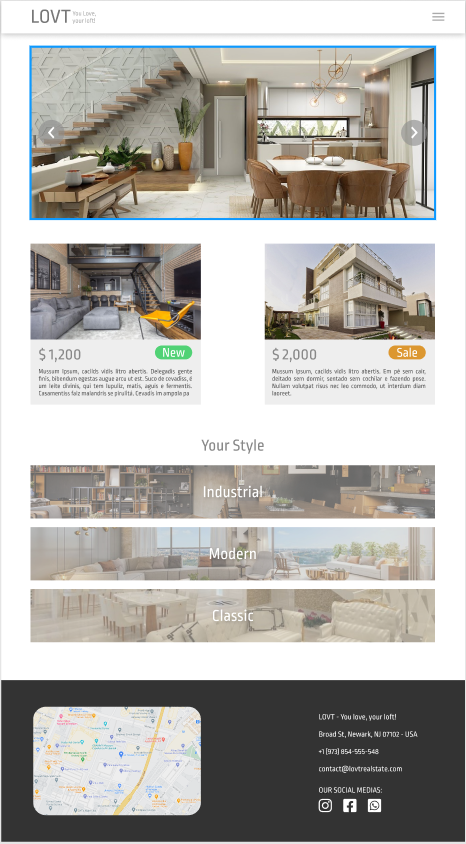 LOVT You Love,
your loft!
$ 1,200 New
Mussum Ipsum, cacilds vidis litro abertis. Delegadis gente
finis, bibendum egestas augue arcu ut est. Suco de cevadiss, é
um leite divinis, qui tem lupuliz, matis, aguis e fermentis.
Casamentiss faiz malandris se pirulitá. Cevadis im ampola pa
$ 2,000 Sale
Mussum Ipsum, cacilds vidis litro abertis. Em pé sem cair,
deitado sem dormir, sentado sem cochilar e fazendo pose.
Nullam volutpat risus nec leo commodo, ut interdum diam
laoreet.
Your Style
Industrial
Modern
Classic
LOVT - You love, your loft!
Broad St, Newark, NJ 07102 - USA
+1 (973) 854-555-548
contact@lovtrealstate.com
OUR SOCIAL MEDIAS: